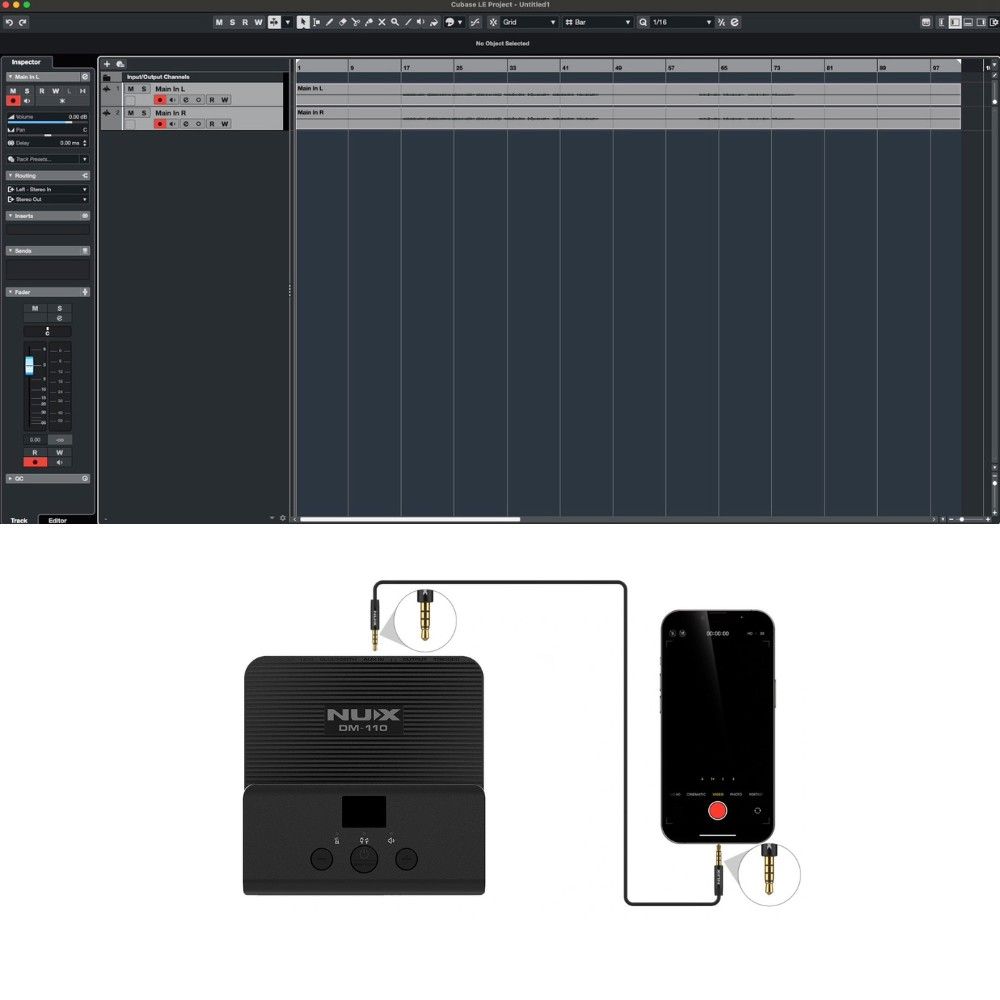 Cubase LE Project - Untitled1
M S R W
Grid
Bar
Q 1/16
No Object Selected
Inspector
Main In L
M S R W L H
Volume 0.00 dB
Pan C
Delay 0.00 ms
Track Presets...
Routing
Left - Stereo In
Stereo Out
Inserts
Sends
Fader
M S
C
0.00 -oo
R W
QC
Track Editor
Input/Output Channels
1 M S Main In L
R W
2 M S Main In R
R W
1 9 17 25 33 41 49 57 65 73 81 89 97
Main In L
Main In R
NUX
DM-110
00:00:00
CINEMATIC VIDEO PHOTO